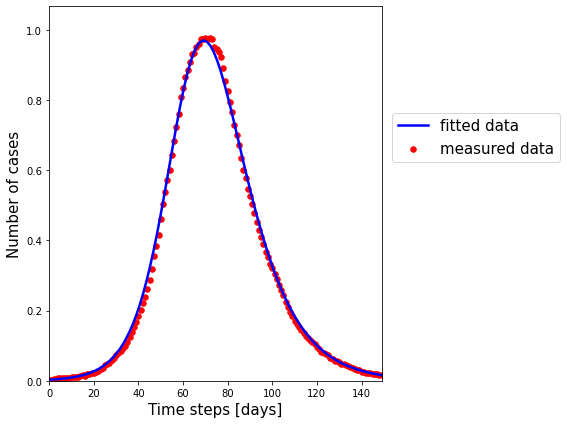 1.0
0.8
0.6
0.4
0.2
0.0
Number of cases
0 20 40 60 80 100 120 140
Time steps [days]
fitted data
measured data